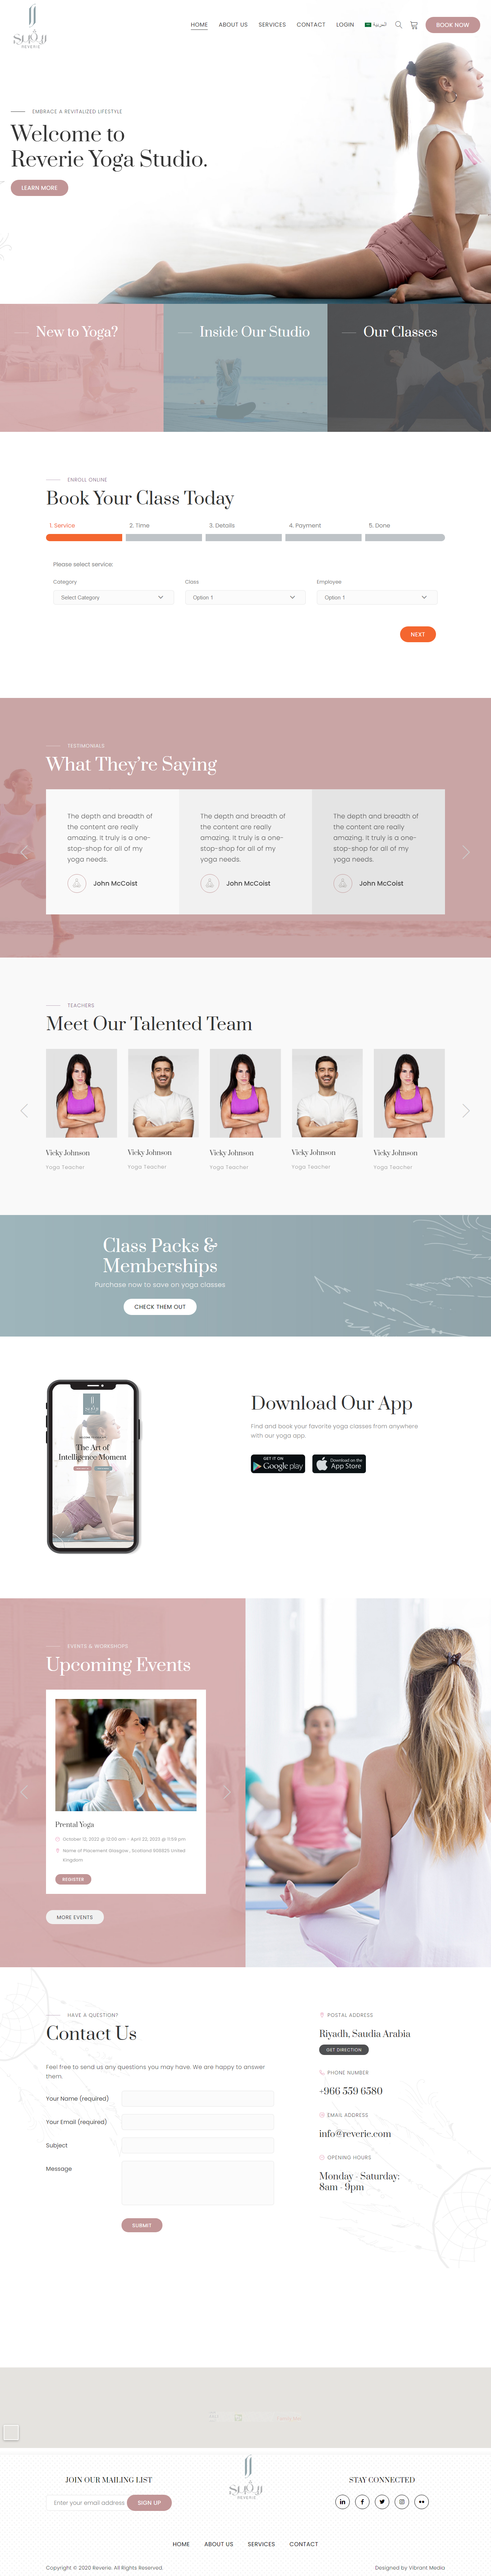 REVERIE
HOME ABOUT US SERVICES CONTACT LOGIN العربية BOOK NOW
EMBRACE A REVITALIZED LIFESTYLE
Welcome to
Reverie Yoga Studio.
LEARN MORE
New to Yoga?
Inside Our Studio
Our Classes
ENROLL ONLINE
Book Your Class Today
1. Service 2. Time 3. Details 4. Payment 5. Done
Please select service:
Category Class Employee
Select Category Option 1 Option 1
NEXT
TESTIMONIALS
What They're Saying
The depth and breadth of
the content are really
amazing. It truly is a one-
stop-shop for all of my
yoga needs.
John McCoist
The depth and breadth of
the content are really
amazing. It truly is a one-
stop-shop for all of my
yoga needs.
John McCoist
The depth and breadth of
the content are really
amazing. It truly is a one-
stop-shop for all of my
yoga needs.
John McCoist
TEACHERS
Meet Our Talented Team
Vicky Johnson Vicky Johnson Vicky Johnson Vicky Johnson Vicky Johnson
Yoga Teacher Yoga Teacher Yoga Teacher Yoga Teacher Yoga Teacher
Class Packs &
Memberships
Purchase now to save on yoga classes
CHECK THEM OUT
The Art of
Intelligence Moment
Download Our App
Find and book your favorite yoga classes from anywhere
with our yoga app.
GET IT ON
Google play
Download on the
App Store
EVENTS & WORKSHOPS
Upcoming Events
Prental Yoga
October 12, 2022 @ 12:00 am - April 22, 2023 @ 11:59 pm
Name of Placement Glasgow , Scotland 608925 United
Kingdom
REGISTER
MORE EVENTS
HAVE A QUESTION?
Contact Us
Feel free to send us any questions you may have. We are happy to answer
them.
Your Name (required)
Your Email (required)
Subject
Message
SUBMIT
POSTAL ADDRESS
Riyadh, Saudia Arabia
GET DIRECTION
PHONE NUMBER
+966 559 6580
EMAIL ADDRESS
info@reverie.com
OPENING HOURS
Monday - Saturday:
8am - 9pm
JOIN OUR MAILING LIST
Enter your email address SIGN UP
REVERIE
STAY CONNECTED
HOME ABOUT US SERVICES CONTACT
Copyright © 2020 Reverie. All Rights Reserved.
Designed by Vibrant Media